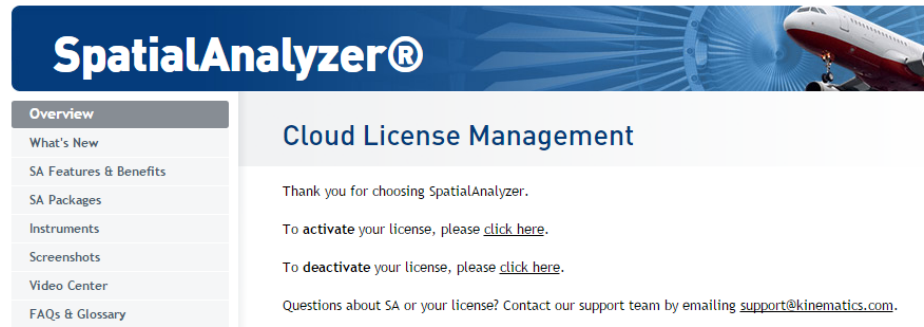 SpatialAnalyzer®
Overview
What's New
SA Features & Benefits
SA Packages
Instruments
Screenshots
Video Center
FAQs & Glossary
Cloud License Management
Thank you for choosing SpatialAnalyzer.
To activate your license, please click here.
To deactivate your license, please click here.
Questions about SA or your license? Contact our support team by emailing support@kinematics.com.